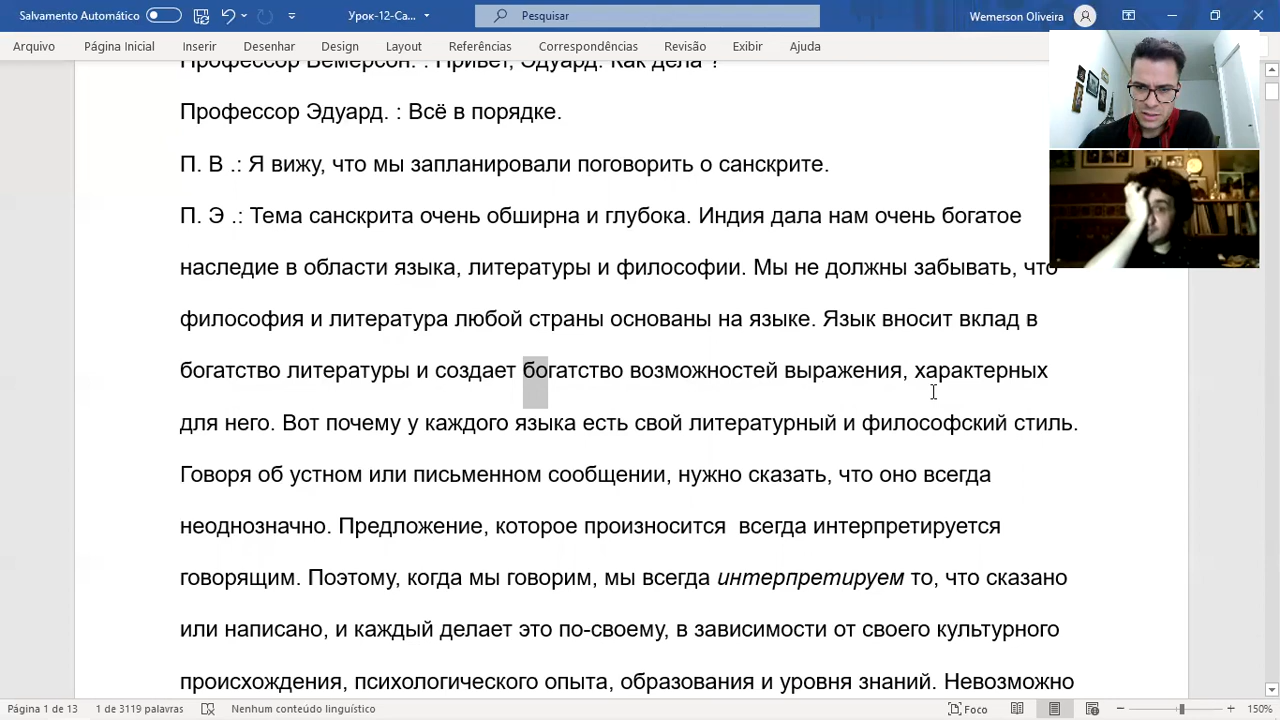 Salvamento Automático
Урок-12-Са...
Pesquisar
Wemerson Oliveira
Arquivo Página Inicial Inserir Desenhar Design Layout Referências Correspondências Revisão Exibir Ajuda
Профессор Вемерсон. : Привет, Эдуард. Как дела ?
Профессор Эдуард. : Всё в порядке.
П. В .: Я вижу, что мы запланировали поговорить о санскрите.
П. Э .: Тема санскрита очень обширна и глубока. Индия дала нам очень богатое
наследие в области языка, литературы и философии. Мы не должны забывать, что
философия и литература любой страны основаны на языке. Язык вносит вклад в
богатство литературы и создает богатство возможностей выражения, характерных
для него. Вот почему у каждого языка есть свой литературный и философский стиль.
Говоря об устном или письменном сообщении, нужно сказать, что оно всегда
неоднозначно. Предложение, которое произносится  всегда интерпретируется
говорящим. Поэтому, когда мы говорим, мы всегда интерпретируем то, что сказано
или написано, и каждый делает это по-своему, в зависимости от своего культурного
происхождения, психологического опыта, образования и уровня знаний. Невозможно
Página 1 de 13 1 de 3119 palavras Nenhum conteúdo linguístico Foco 150%